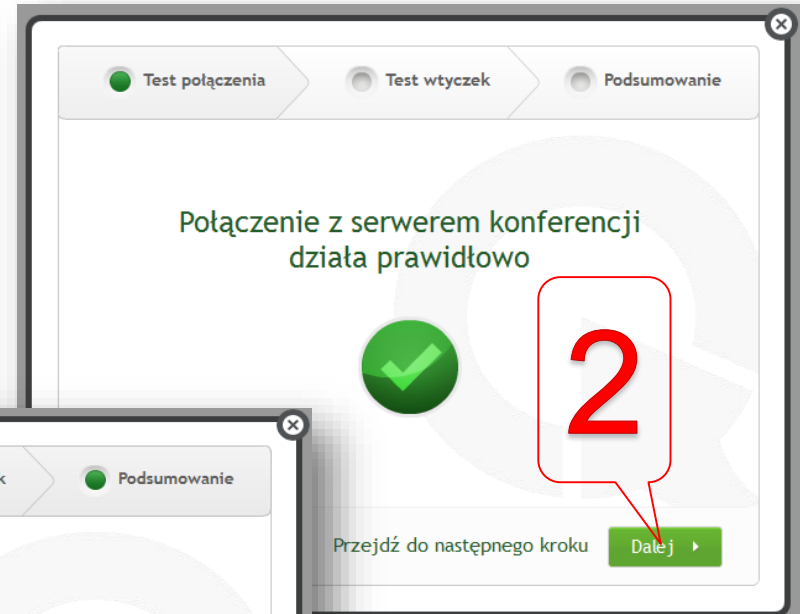 Test połączenia
Test wtyczek
Podsumowanie
Połączenie z serwerem konferencji
działa prawidłowo
2
Przejdź do następnego kroku
Dalej
k
Podsumowanie